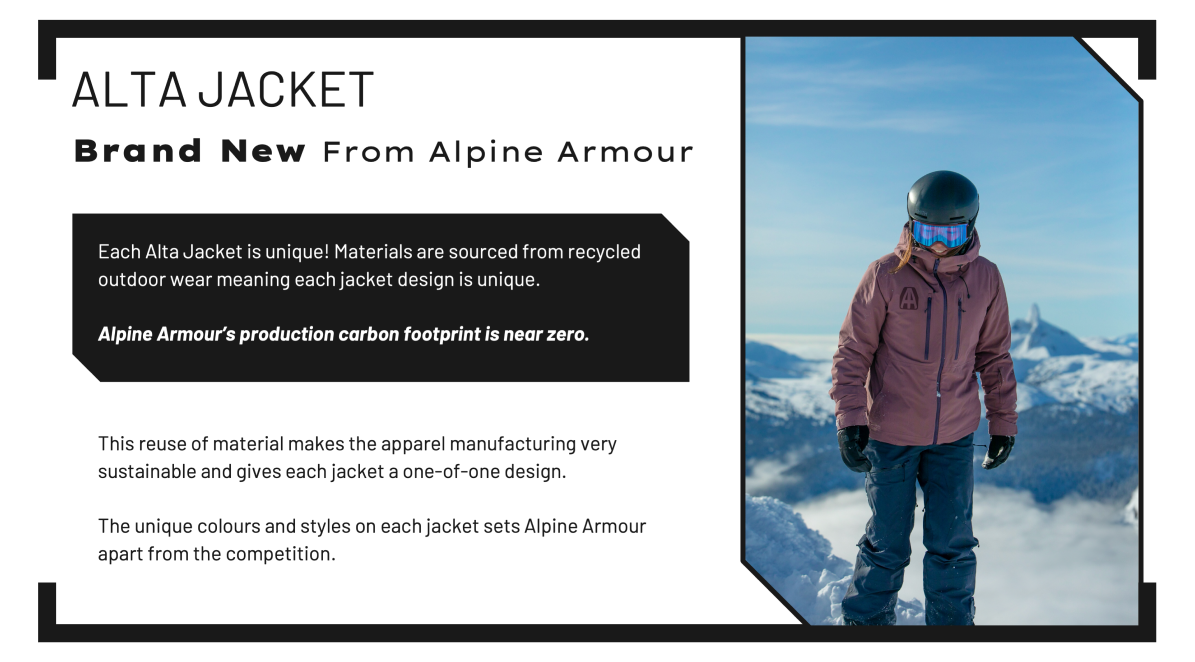 ALTA JACKET
Brand New From Alpine Armour
Each Alta Jacket is unique! Materials are sourced from recycled
outdoor wear meaning each jacket design is unique.
Alpine Armour’s production carbon footprint is near zero.
This reuse of material makes the apparel manufacturing very
sustainable and gives each jacket a one-of-one design.
The unique colours and styles on each jacket sets Alpine Armour
apart from the competition.